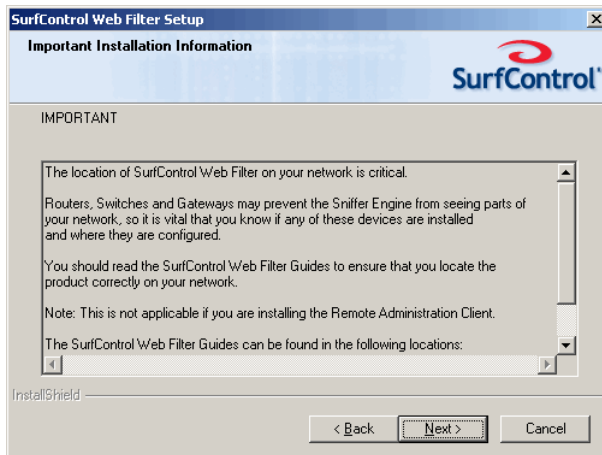 SurfControl Web Filter Setup
Important Installation Information
SurfControl
IMPORTANT
The location of SurfControl Web Filter on your network is critical.
Routers, Switches and Gateways may prevent the Sniffer Engine from seeing parts of
your network, so it is vital that you know if any of these devices are installed
and where they are configured.
You should read the SurfControl Web Filter Guides to ensure that you locate the
product correctly on your network.
Note: This is not applicable if you are installing the Remote Administration Client.
The SurfControl Web Filter Guides can be found in the following locations:
InstallShield
< Back Next > Cancel